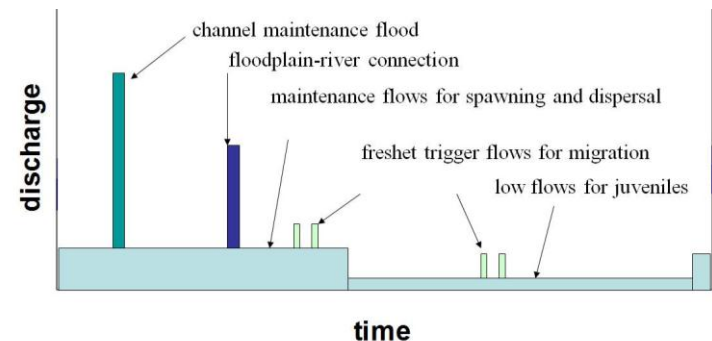 channel maintenance flood
floodplain-river connection
maintenance flows for spawning and dispersal
freshet trigger flows for migration
low flows for juveniles
discharge
time